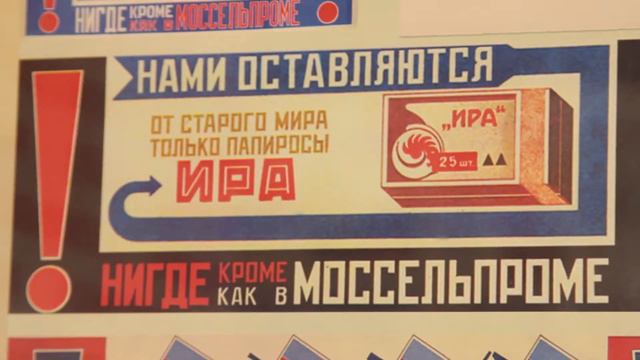 НИГДЕ КРОМЕ КАК В МОССЕЛЬПРОМЕ !
! НАМИ ОСТАВЛЯЮТСЯ
ОТ СТАРОГО МИРА
ТОЛЬКО ПАПИРОСЫ
ИРА
„ИРА“
25 шт.
НИГДЕ КРОМЕ КАК В МОССЕЛЬПРОМЕ